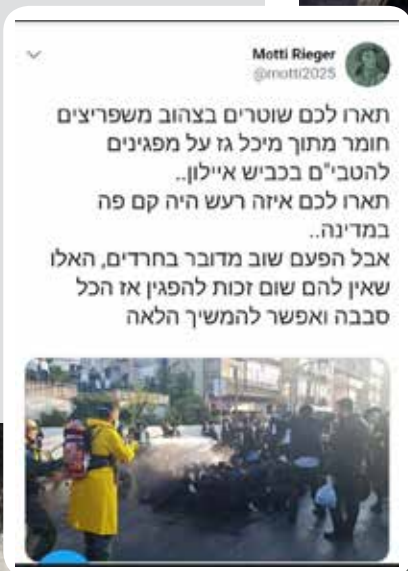 Motti Rieger
@motti2025
תארו לכם שוטרים בצהוב משפריצים
חומר מתוך מיכל גז על מפגינים
להטבי"ם בכביש איילון..
תארו לכם איזה רעש היה קם פה
במדינה..
אבל הפעם שוב מדובר בחרדים, האלו
שאין להם שום זכות להפגין אז הכל
סבבה ואפשר להמשיך הלאה